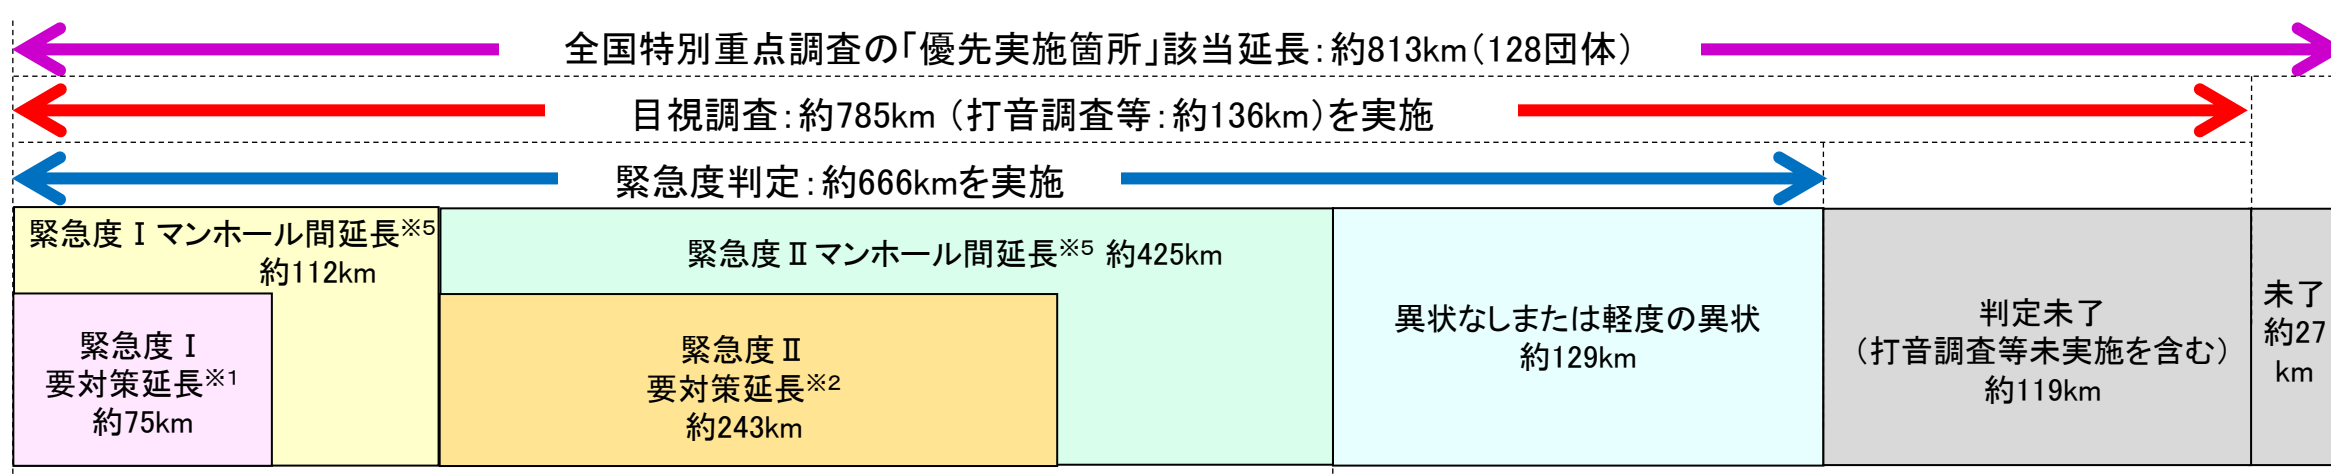 全国特別重点調査の「優先実施箇所」該当延長：約813km（128団体）
目視調査：約785km（打音調査等：約136km）を実施
緊急度判定：約666kmを実施
緊急度Ⅰマンホール間延長※5
約112km
緊急度Ⅰ
要対策延長※1
約75km
緊急度Ⅱマンホール間延長※5 約425km
緊急度Ⅱ
要対策延長※2
約243km
異状なしまたは軽度の異状
約129km
判定未了
（打音調査等未実施を含む）
約119km
未了
約27
km